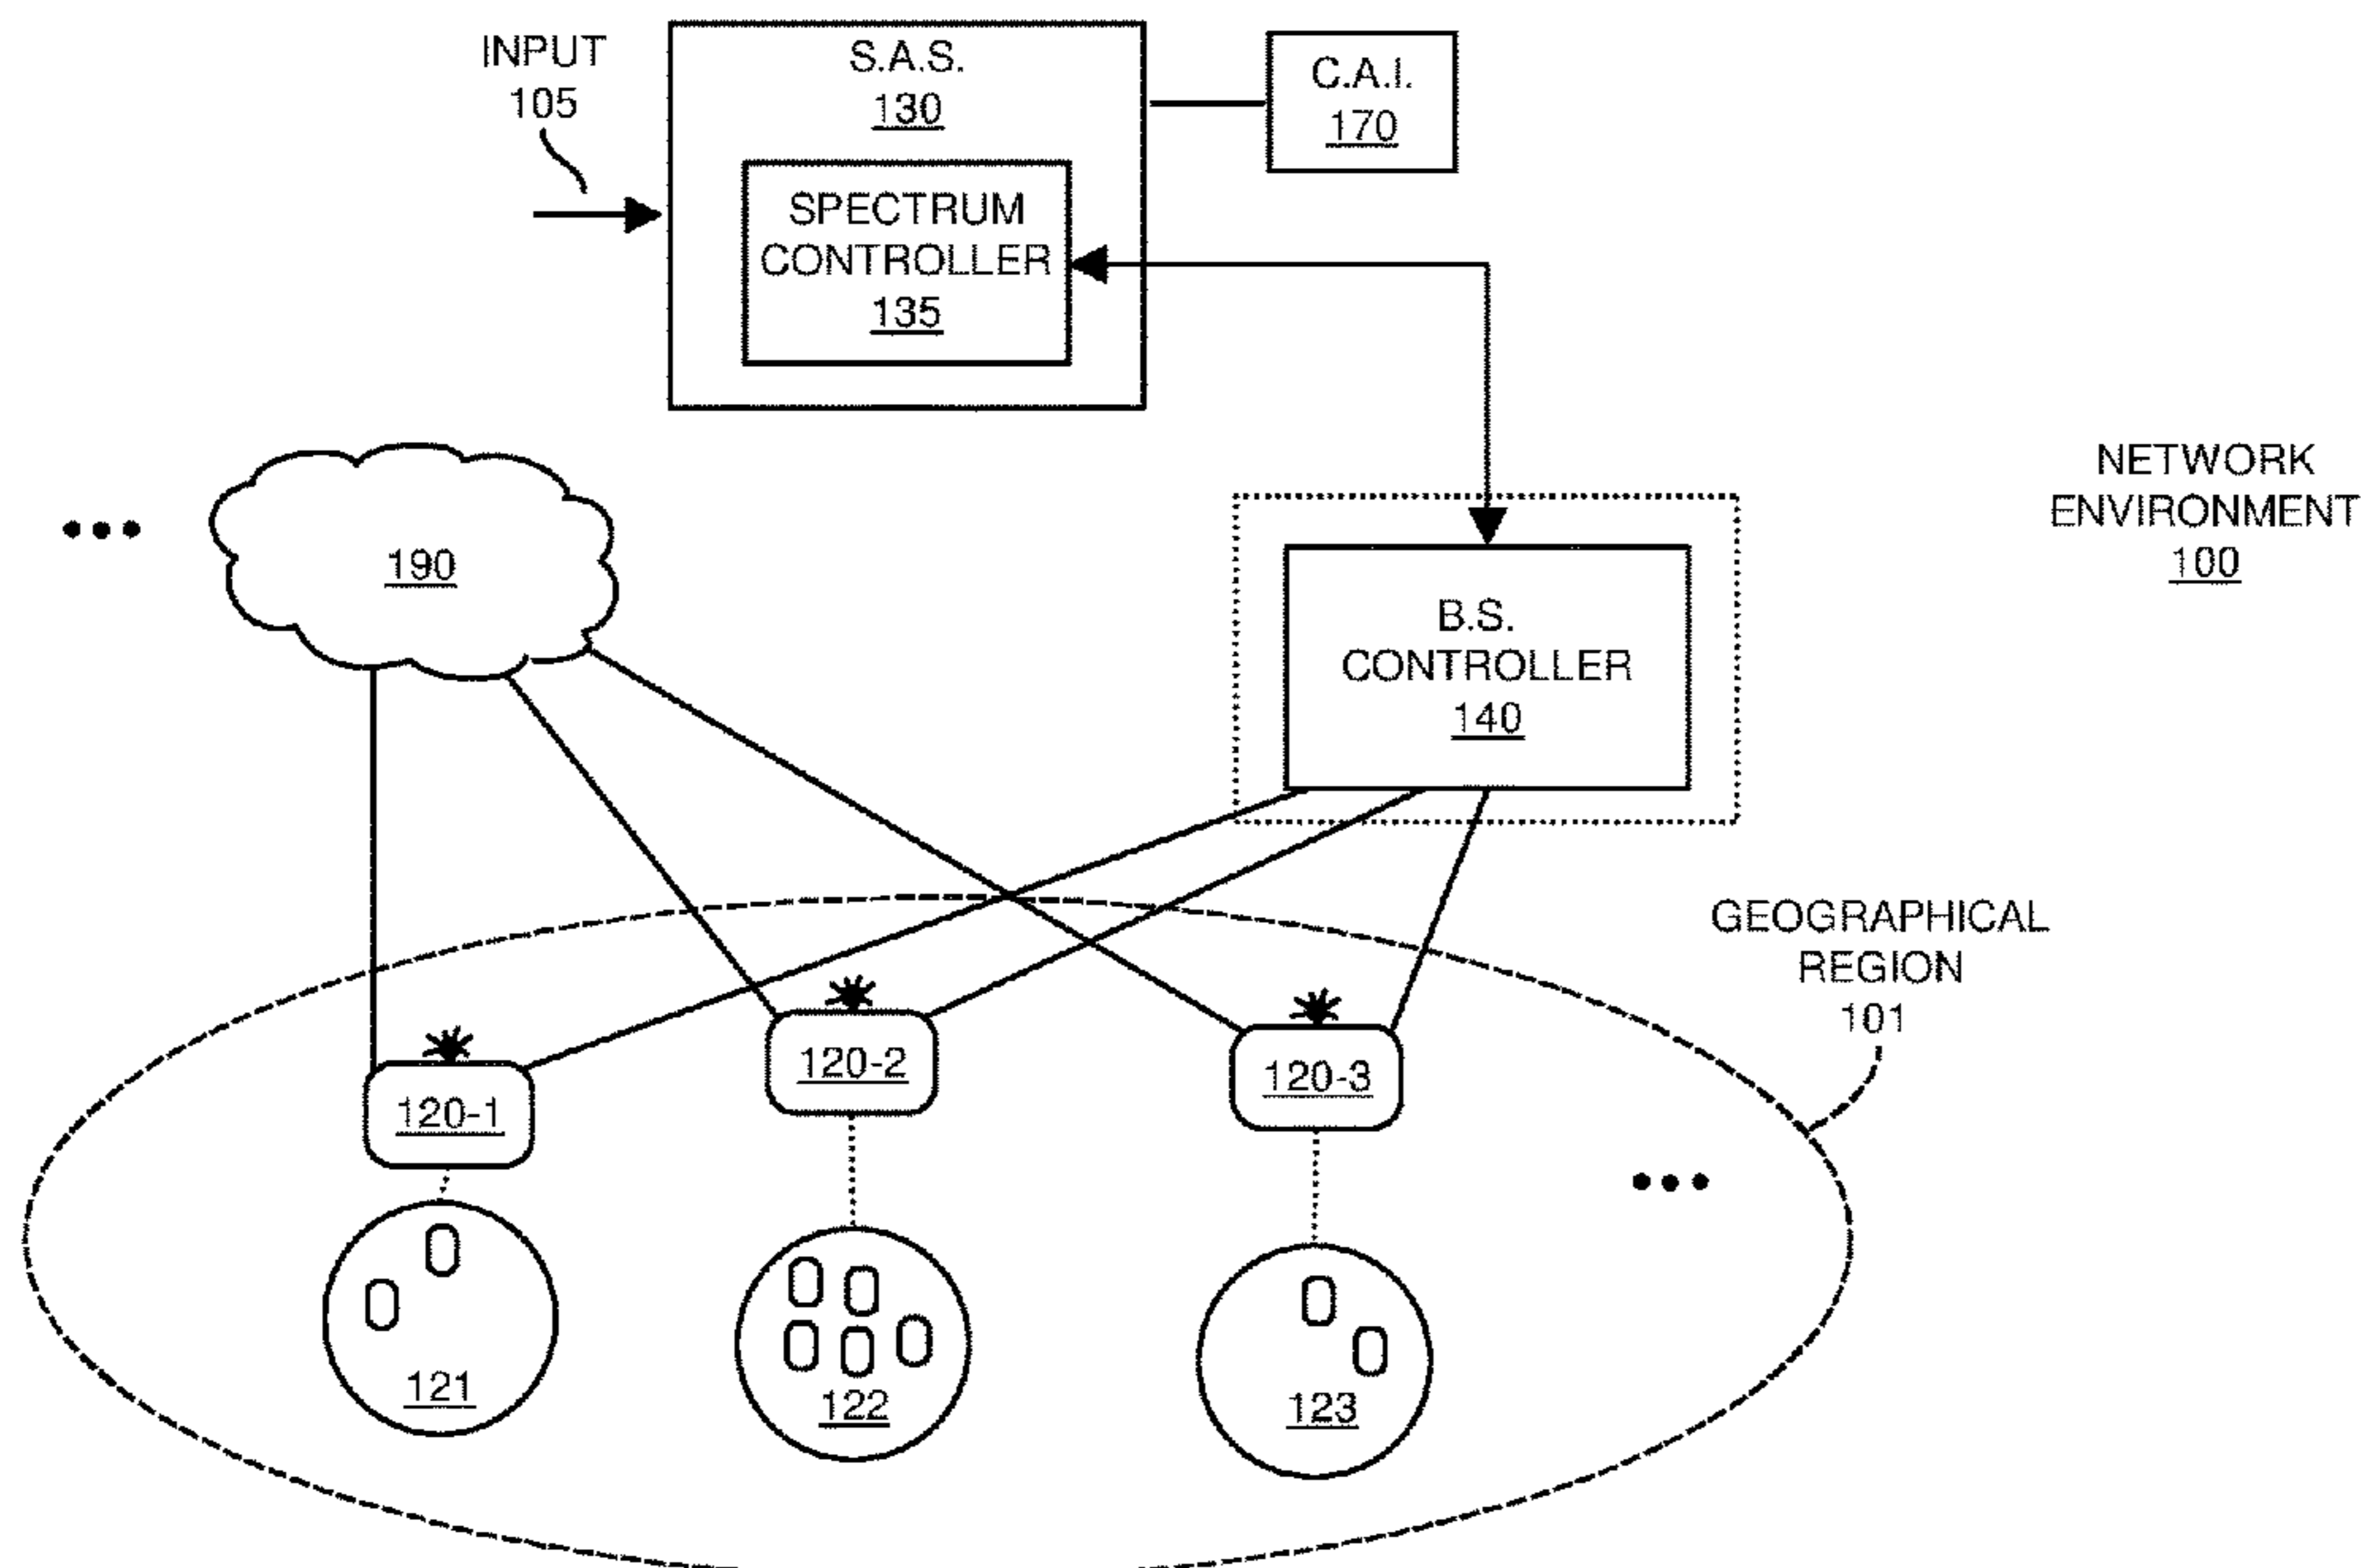 INPUT
105
S.A.S.
130
C.A.I.
170
SPECTRUM
CONTROLLER
135
NETWORK
ENVIRONMENT
100
190
B.S.
CONTROLLER
140
GEOGRAPHICAL
REGION
101
120-1
120-2
120-3
121
122
123